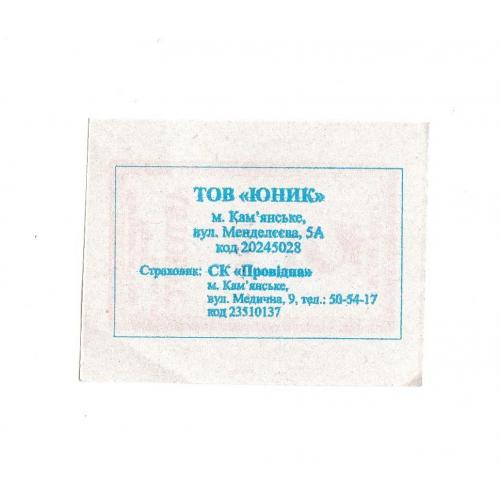 ТОВ «ЮНИК»
м. Кам'янське,
вул. Менделєєва, 5А
код 20245028
Страховик: СК «Провідна»
м. Кам'янське,
вул. Медична, 9, тел.: 50-54-17
код 23510137